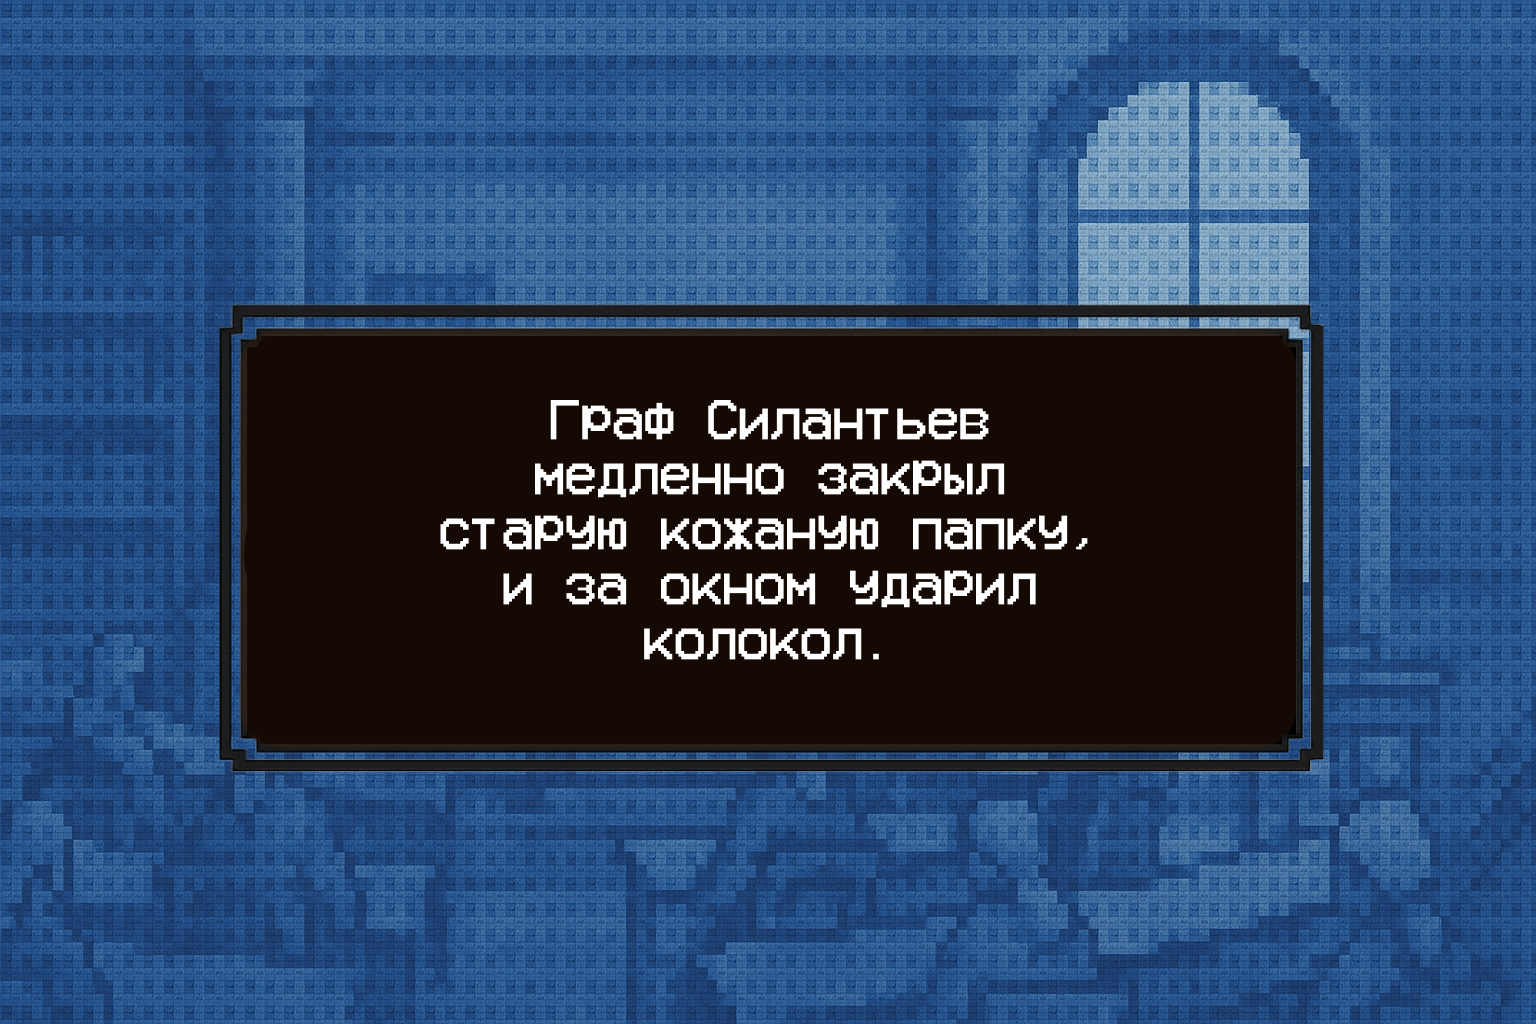 Граф Силантьев
медленно закрыл
старую кожаную папку,
и за окном ударил
колокол.